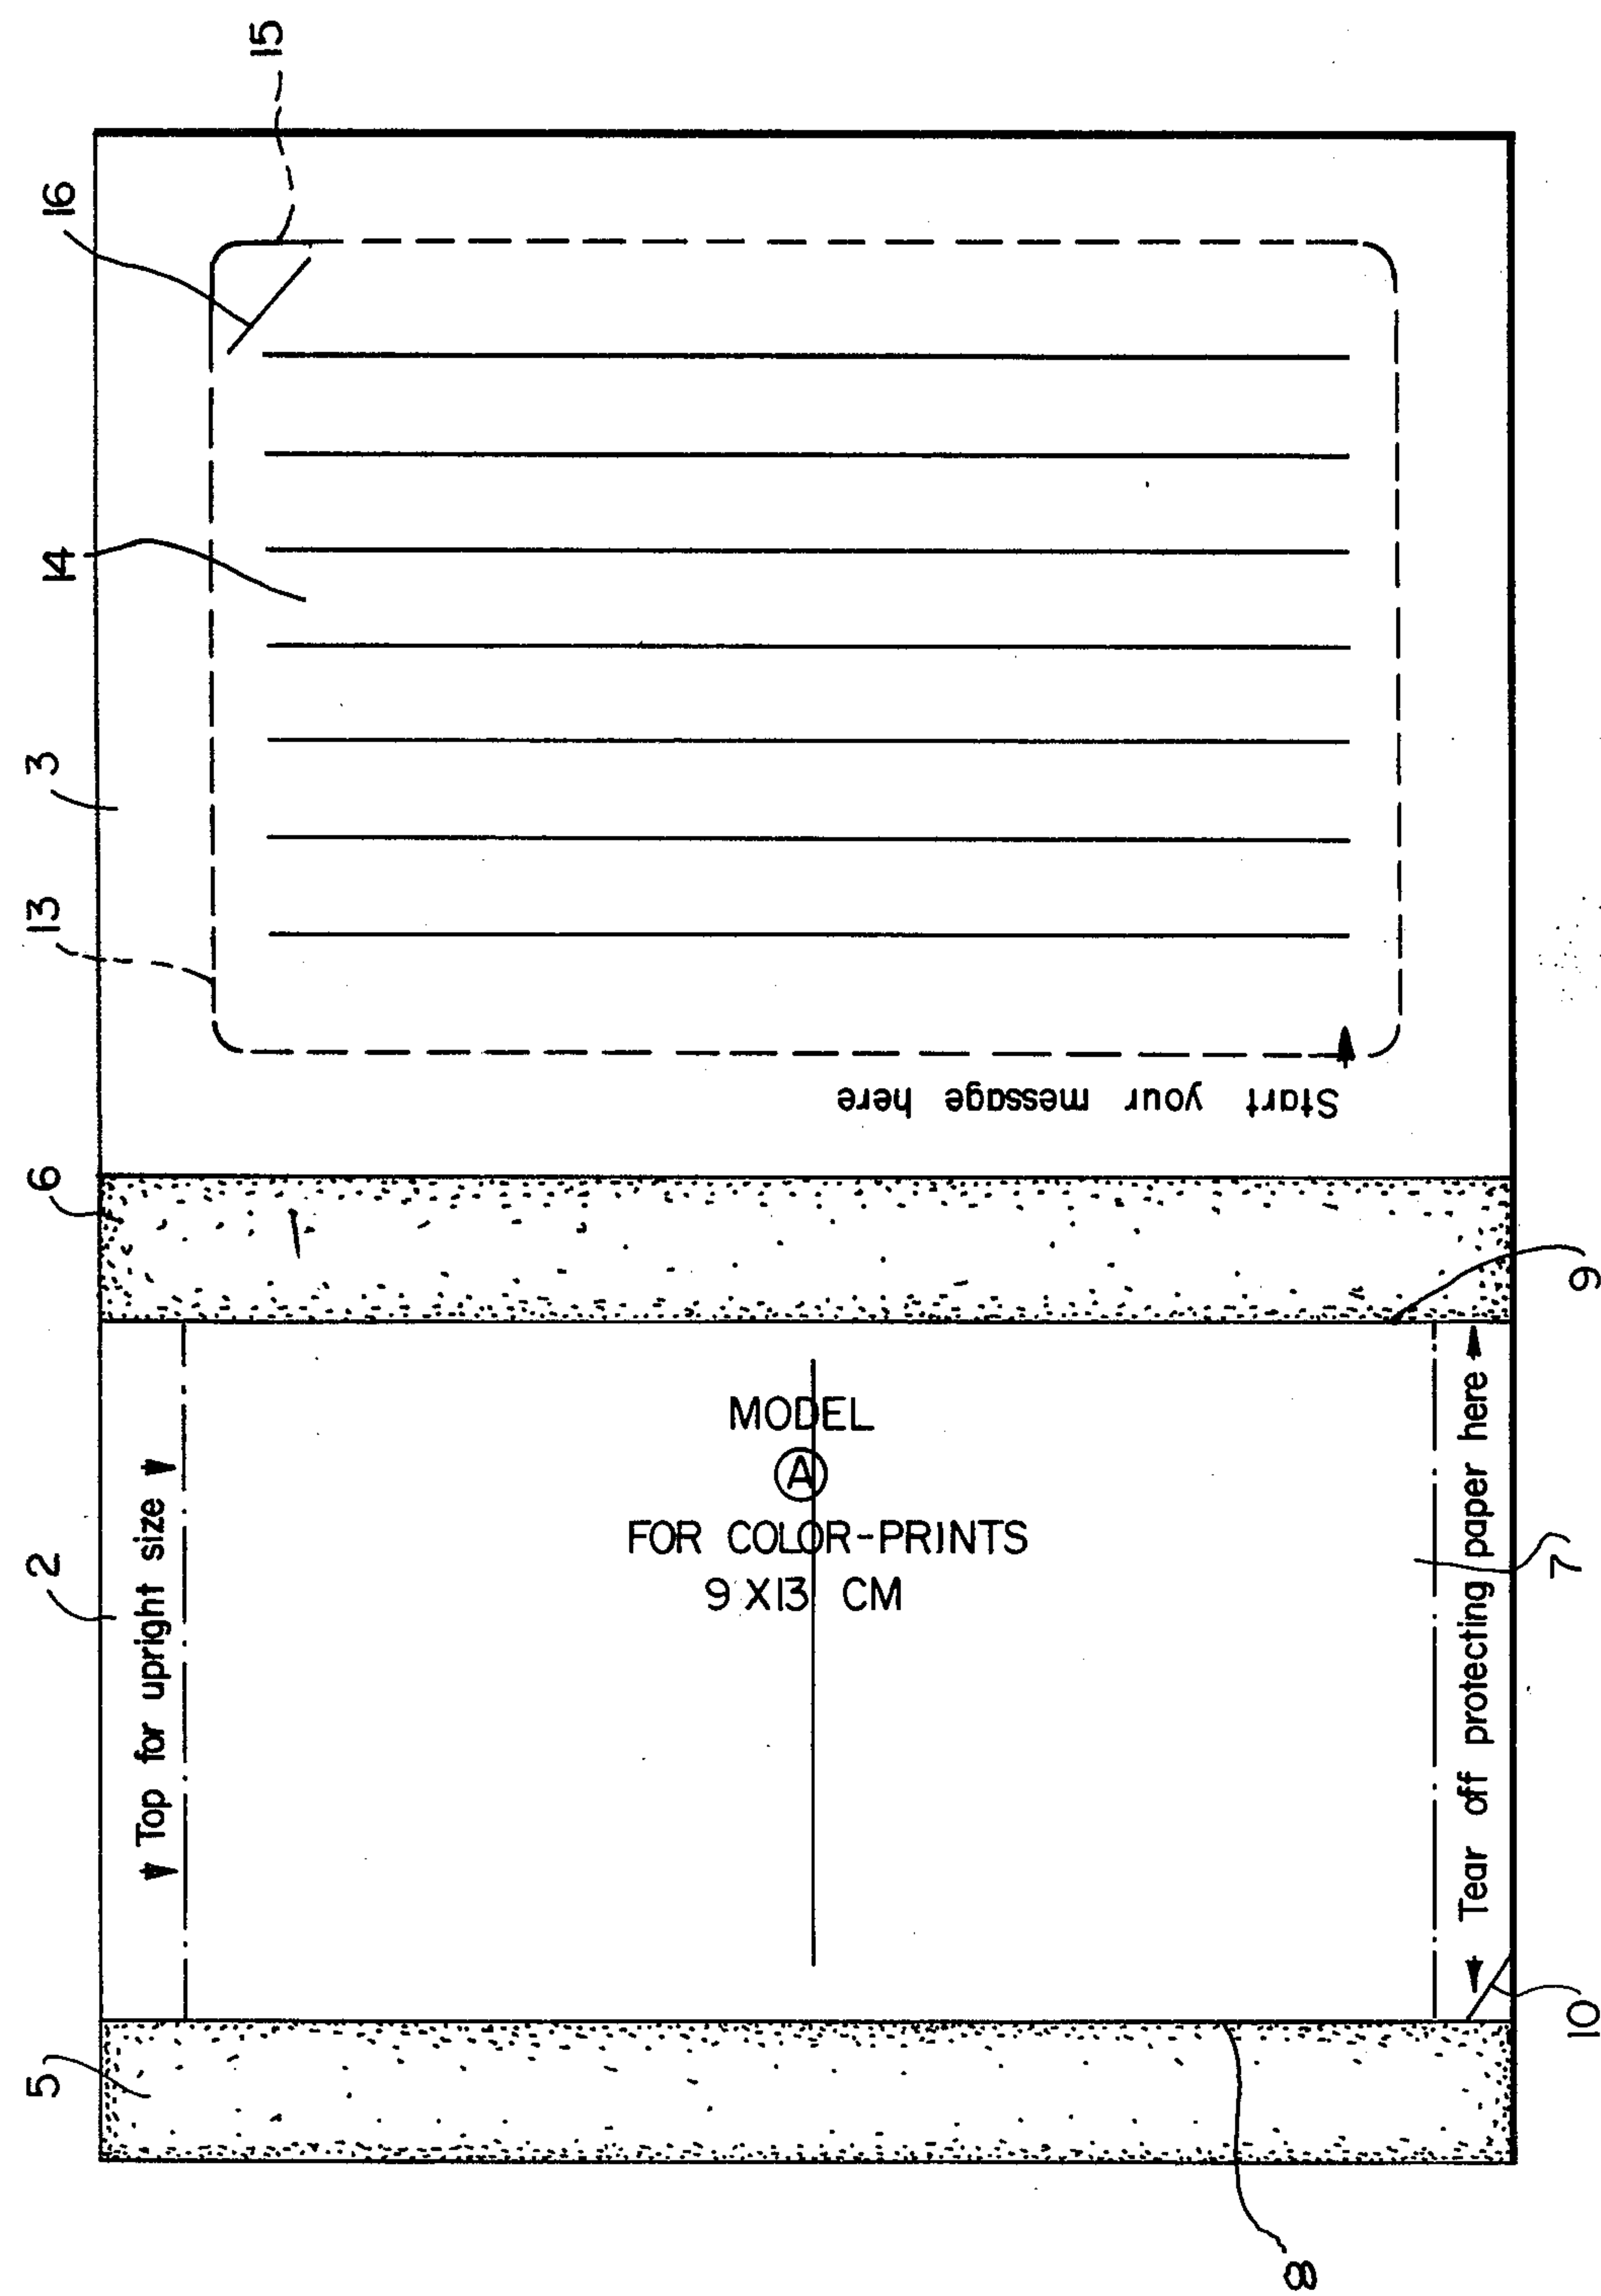 15
16
14
3
13
Start your message here
6
9
2
Top for upright size
MODEL
A
FOR COLOR-PRINTS
9 X 13 CM
Tear off protecting paper here
7
10
5
8